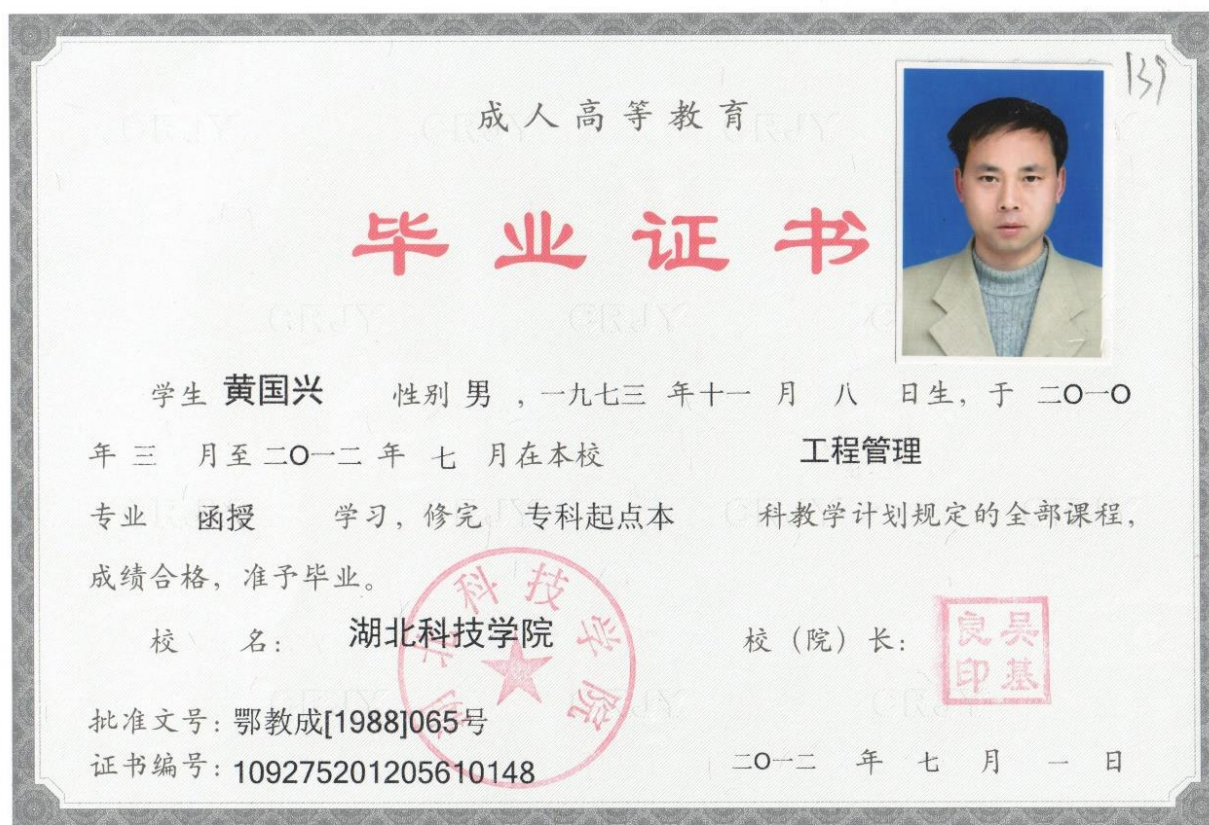 139
成人高等教育
毕业证书
学生 黄国兴 性别 男 , 一九七三 年十一 月 八 日生, 于 二O一O
年 三 月至 二O一二 年 七 月在本校 工程管理
专业 函授 学习, 修完 专科起点本 科教学计划规定的全部课程,
成绩合格, 准予毕业。
校 名: 湖北科技学院 校 (院) 长:
湖北科技学院
吴基良印
批准文号: 鄂教成[1988]065号
证书编号: 109275201205610148 二O一二 年 七 月 一 日